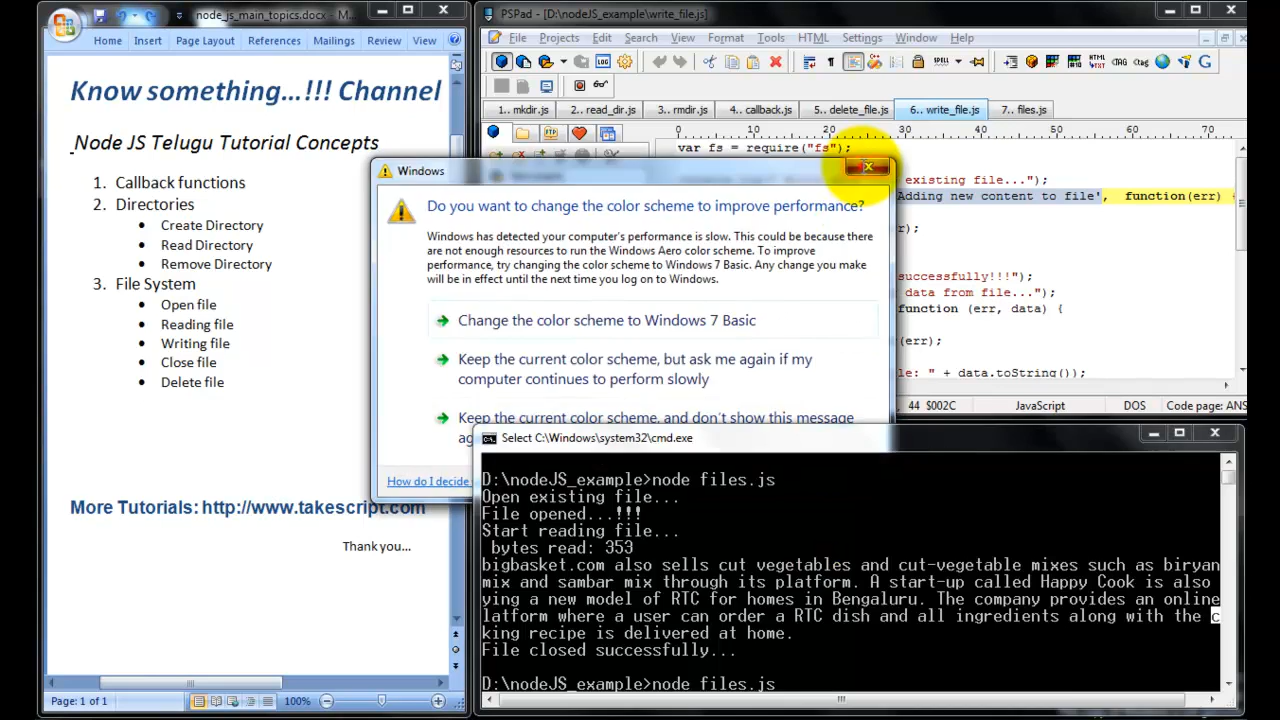 node_js_main_topics.docx - M...
Home Insert Page Layout References Mailings Review View
Know something...!!! Channel
Node JS Telugu Tutorial Concepts
1. Callback functions
2. Directories
• Create Directory
• Read Directory
• Remove Directory
3. File System
• Open file
• Reading file
• Writing file
• Close file
• Delete file
More Tutorials: http://www.takescript.com
Thank you...
Page: 1 of 1 100%
PSPad - [D:\nodeJS_example\write_file.js]
File Projects Edit Search View Format Tools HTML Settings Window Help
1.. mkdir.js 2.. read_dir.js 3.. rmdir.js 4.. callback.js 5.. delete_file.js 6.. write_file.js 7.. files.js
0 10 20 30 40 50 60 70
var fs = require("fs");
existing file...");
Adding new content to file', function(err) {
r);
successfully!!!");
data from file...");
function (err, data) {
(err);
le: " + data.toString());
44 $002C JavaScript DOS Code page: ANS
Windows
Do you want to change the color scheme to improve performance?
Windows has detected your computer's performance is slow. This could be because there
are not enough resources to run the Windows Aero color scheme. To improve
performance, try changing the color scheme to Windows 7 Basic. Any change you make
will be in effect until the next time you log on to Windows.
Change the color scheme to Windows 7 Basic
Keep the current color scheme, but ask me again if my
computer continues to perform slowly
Keep the current color scheme, and don't show this message
How do I decide
Select C:\Windows\system32\cmd.exe
D:\nodeJS_example>node files.js
Open existing file...
File opened...!!!
Start reading file...
bytes read: 353
bigbasket.com also sells cut vegetables and cut-vegetable mixes such as biryan
mix and sambar mix through its platform. A start-up called Happy Cook is also
ying a new model of RTC for homes in Bengaluru. The company provides an online
latform where a user can order a RTC dish and all ingredients along with the c
king recipe is delivered at home.
File closed successfully...
D:\nodeJS_example>node files.js